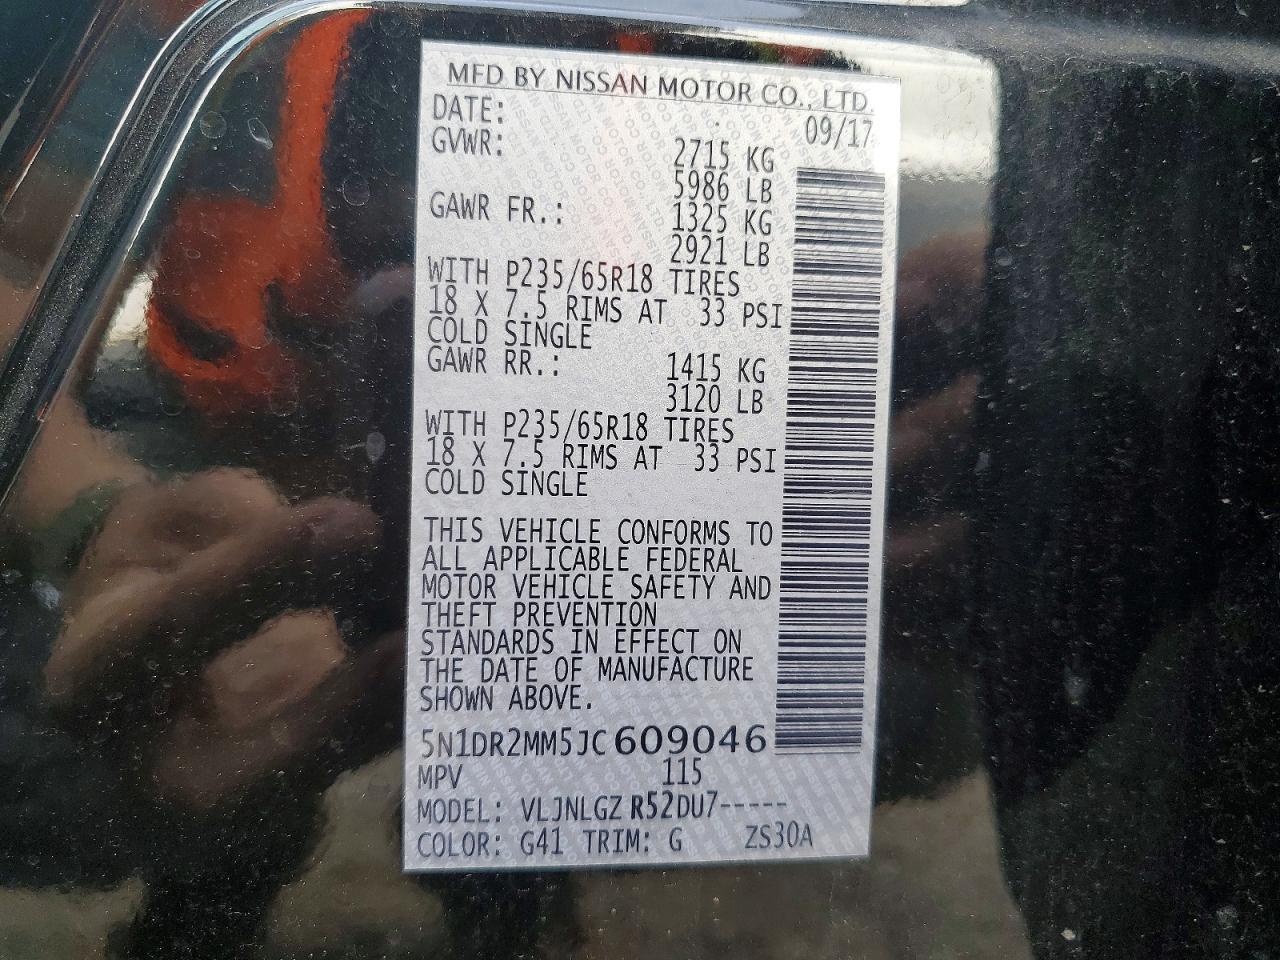 MFD BY NISSAN MOTOR CO., LTD.
DATE: 09/17
GVWR: 2715 KG
5986 LB
GAWR FR.: 1325 KG
2921 LB
WITH P235/65R18 TIRES
18 X 7.5 RIMS AT 33 PSI
COLD SINGLE
GAWR RR.: 1415 KG
3120 LB
WITH P235/65R18 TIRES
18 X 7.5 RIMS AT 33 PSI
COLD SINGLE
THIS VEHICLE CONFORMS TO
ALL APPLICABLE FEDERAL
MOTOR VEHICLE SAFETY AND
THEFT PREVENTION
STANDARDS IN EFFECT ON
THE DATE OF MANUFACTURE
SHOWN ABOVE.
5N1DR2MM5JC609046
MPV 115
MODEL: VLJNLGZ R52DU7-----
COLOR: G41 TRIM: G ZS30A